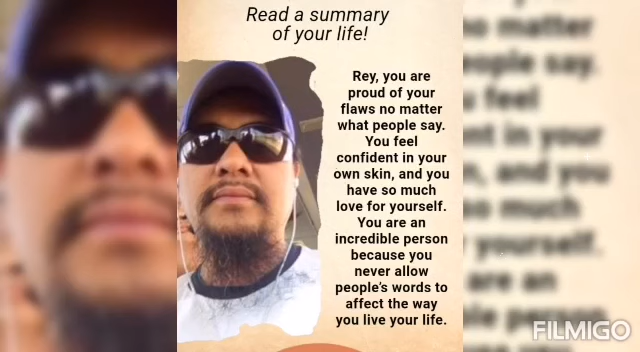 Read a summary
of your life!
Rey, you are
proud of your
flaws no matter
what people say.
You feel
confident in your
own skin, and you
have so much
love for yourself.
You are an
incredible person
because you
never allow
people's words to
affect the way
you live your life.
FILMIGO